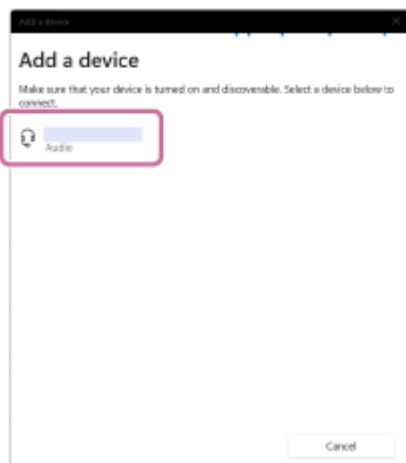 Add a device
Add a device
Make sure that your device is turned on and discoverable. Select a device below to
connect.
Audio
Cancel